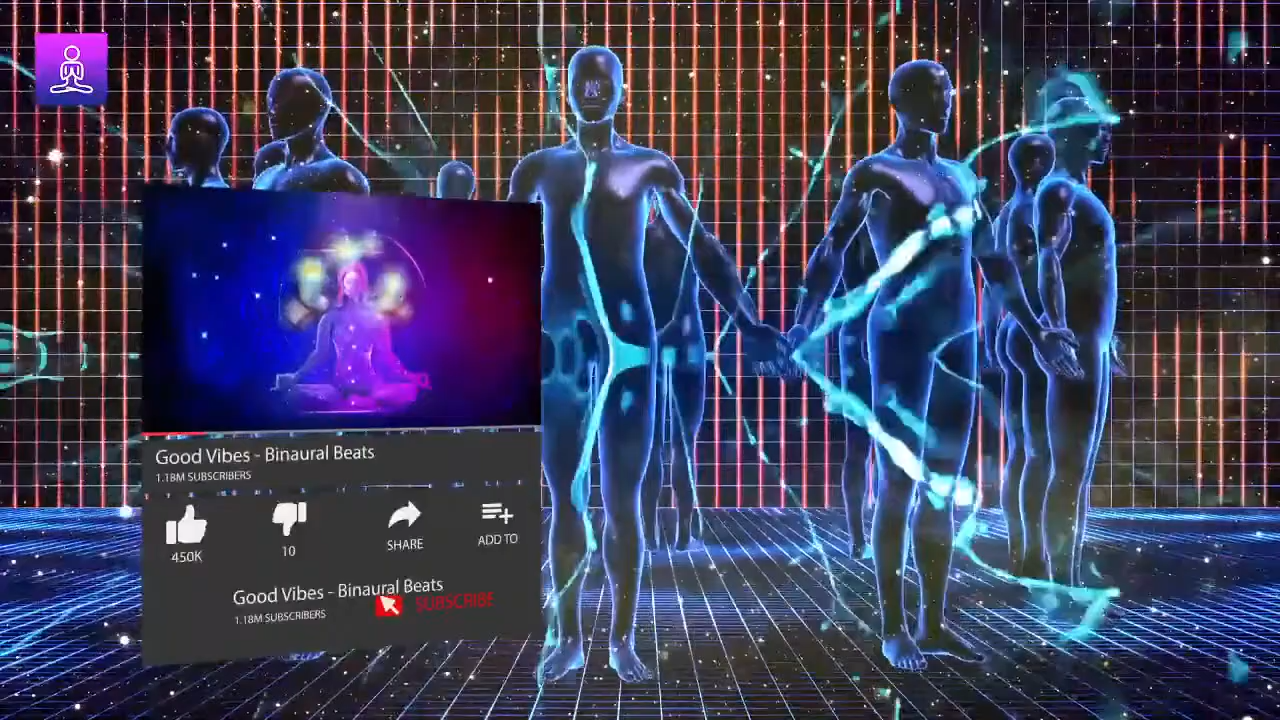 Good Vibes - Binaural Beats
1.18M SUBSCRIBERS
450K
10
SHARE
ADD TO
Good Vibes - Binaural Beats
1.18M SUBSCRIBERS
SUBSCRIBE